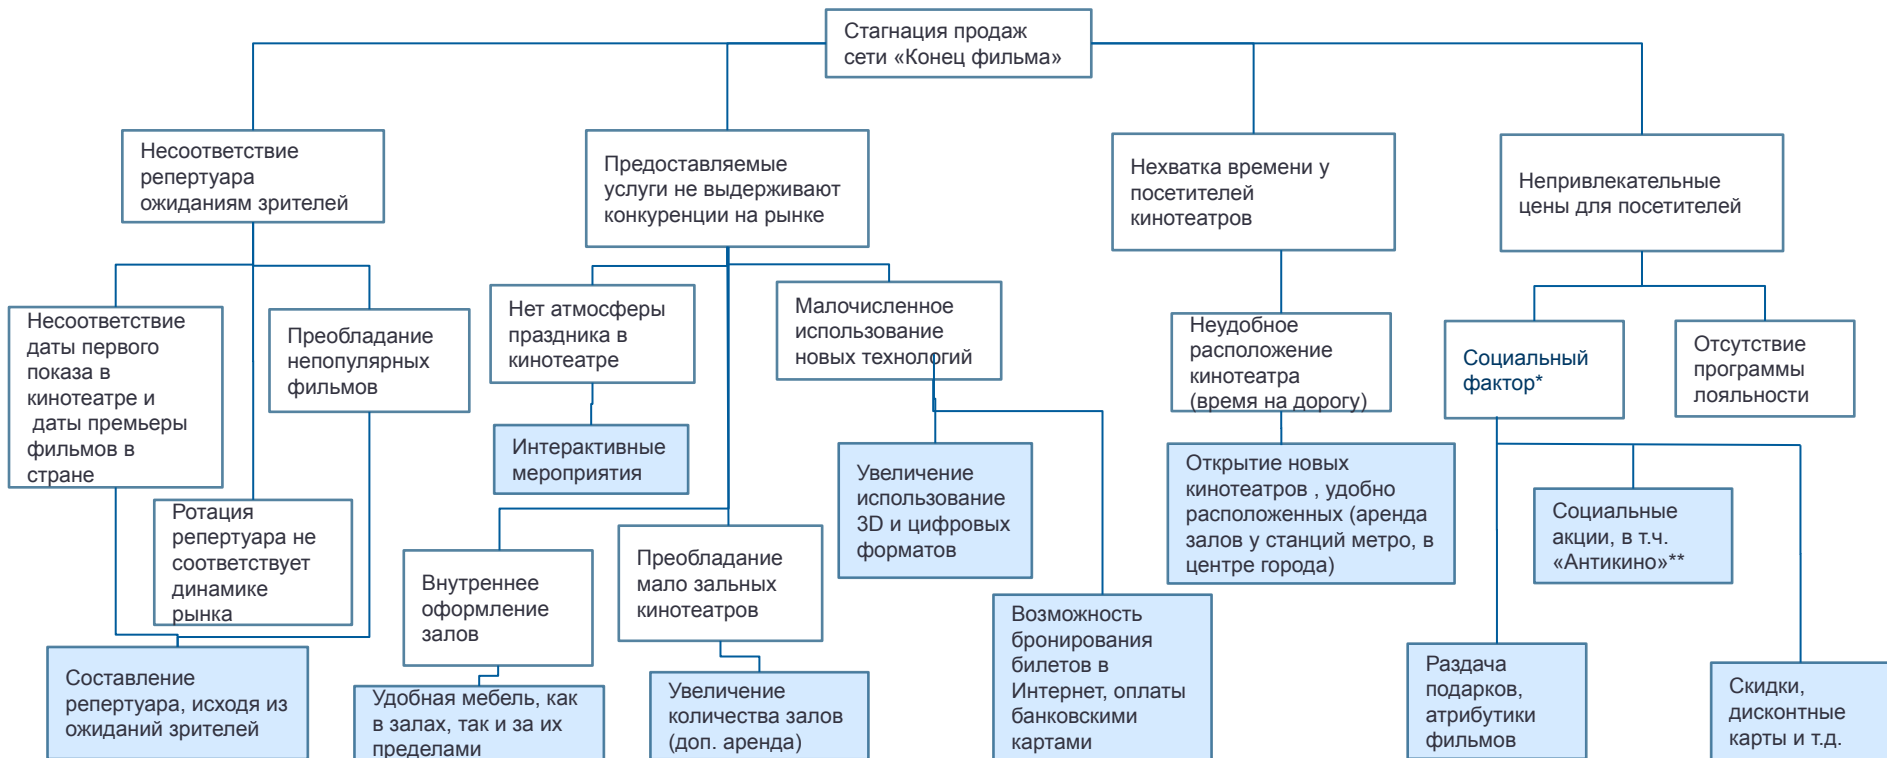 Стагнация продаж
сети «Конец фильма»
Несоответствие
репертуара
ожиданиям зрителей
Предоставляемые
услуги не выдерживают
конкуренции на рынке
Нехватка времени у
посетителей
кинотеатров
Непривлекательные
цены для посетителей
Несоответствие
даты первого
показа в
кинотеатре и
даты премьеры
фильмов в
стране
Преобладание
непопулярных
фильмов
Нет атмосферы
праздника в
кинотеатре
Малочисленное
использование
новых технологий
Неудобное
расположение
кинотеатра
(время на дорогу)
Социальный
фактор*
Отсутствие
программы
лояльности
Интерактивные
мероприятия
Увеличение
использование
3D и цифровых
форматов
Открытие новых
кинотеатров , удобно
расположенных (аренда
залов у станций метро, в
центре города)
Социальные
акции, в т.ч.
«Антикино»**
Ротация
репертуара не
соответствует
динамике
рынка
Внутреннее
оформление
залов
Преобладание
мало зальных
кинотеатров
Возможность
бронирования
билетов в
Интернет, оплаты
банковскими
картами
Составление
репертуара, исходя из
ожиданий зрителей
Удобная мебель, как
в залах, так и за их
пределами
Увеличение
количества залов
(доп. аренда)
Раздача
подарков,
атрибутики
фильмов
Скидки,
дисконтные
карты и т.д.